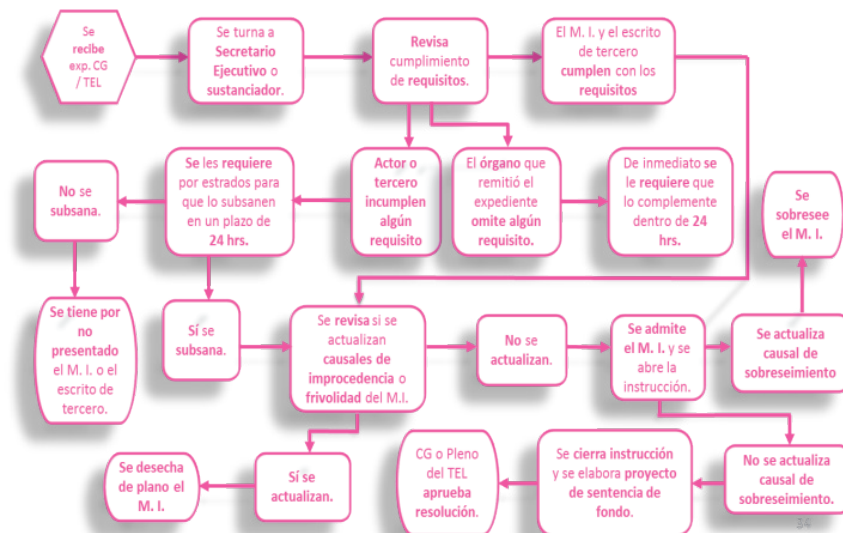 Se
recibe
exp. CG
/ TEL
Se turna a
Secretario
Ejecutivo o
sustanciador.
Revisa
cumplimiento
de requisitos.
El M. I. y el escrito
de tercero
cumplen con los
requisitos
No se
subsana.
Se les requiere
por estrados para
que lo subsanen
en un plazo de
24 hrs.
Actor o
tercero
incumplen
algún
requisito
El órgano que
remitió el
expediente
omite algún
requisito.
De inmediato se
le requiere que
lo complemente
dentro de 24
hrs.
Se
sobresee
el M. I.
Se tiene por
no
presentado
el M. I. o el
escrito de
tercero.
Sí se
subsana.
Se revisa si se
actualizan
causales de
improcedencia o
frivolidad del M.I.
No se
actualizan.
Se admite
el M. I. y se
abre la
instrucción.
Se actualiza
causal de
sobreseimiento
Se desecha
de plano el
M. I.
Sí se
actualizan.
CG o Pleno
del TEL
aprueba
resolución.
Se cierra instrucción
y se elabora proyecto
de sentencia de
fondo.
No se actualiza
causal de
sobreseimiento.
34